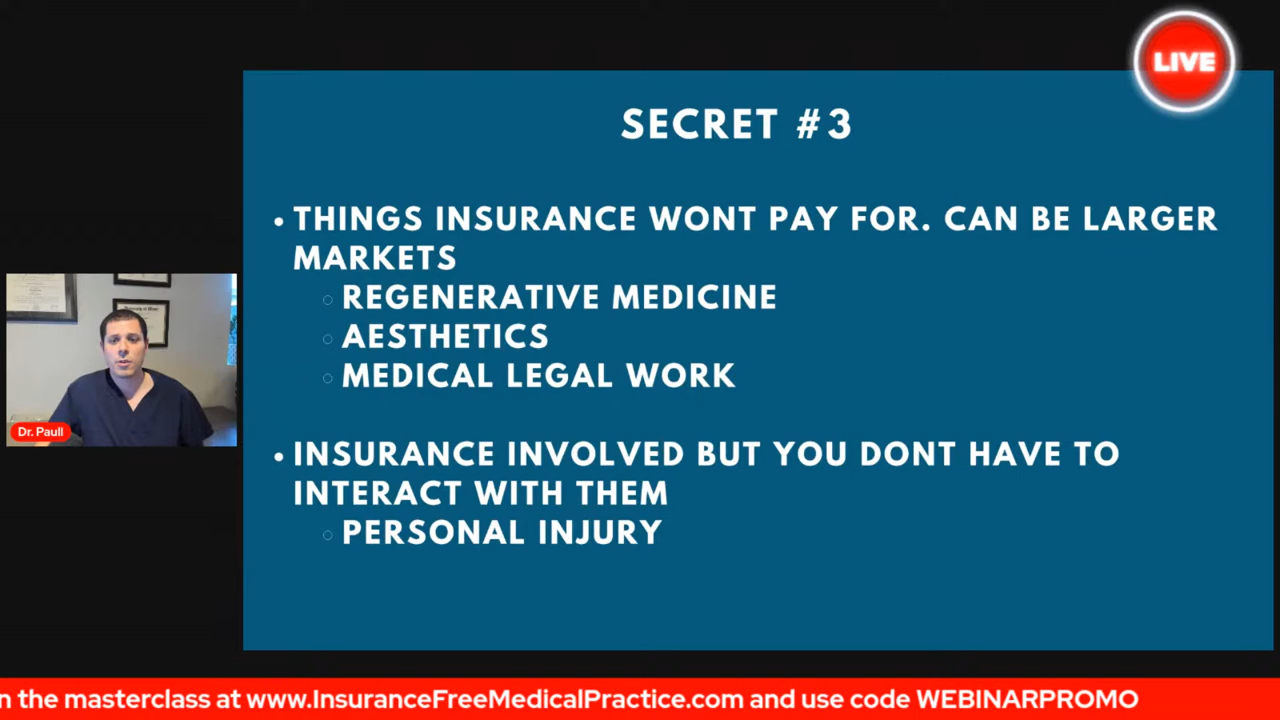 LIVE
SECRET #3
• THINGS INSURANCE WONT PAY FOR. CAN BE LARGER
MARKETS
○ REGENERATIVE MEDICINE
○ AESTHETICS
○ MEDICAL LEGAL WORK
• INSURANCE INVOLVED BUT YOU DONT HAVE TO
INTERACT WITH THEM
○ PERSONAL INJURY
Dr. Paull
n the masterclass at www.InsuranceFreeMedicalPractice.com and use code WEBINARPROMO